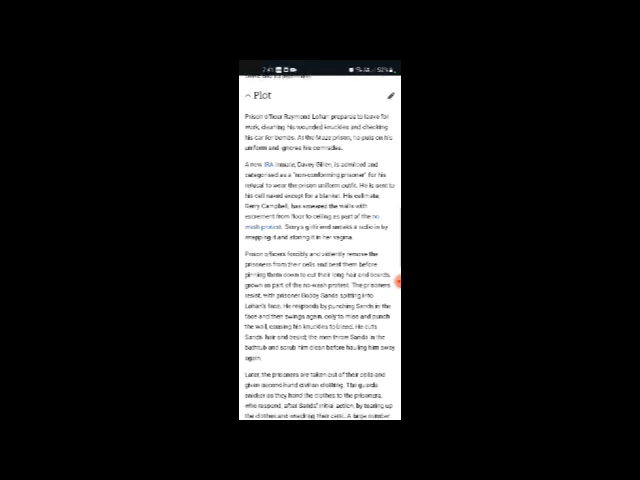 Plot
Prison officer Raymond Lohan prepares to leave for
work, cleaning his wounded knuckles and checking
his car for bombs. At the Maze prison, he puts on his
uniform and ignores his comrades.
A new IRA inmate, Davey Gillen, is admitted and
categorised as a "non-conforming prisoner" for his
refusal to wear the prison uniform outfit. He is sent to
his cell naked except for a blanket. His cellmate,
Gerry Campbell, has smeared the walls with
excrement from floor to ceiling as part of the no
wash protest. Gerry's girlfriend sneaks a radio in by
wrapping it and storing it in her vagina.
Prison officers forcibly and violently remove the
prisoners from their cells and beat them before
pinning them down to cut their long hair and beards,
grown as part of the no-wash protest. The prisoners
resist, with prisoner Bobby Sands spitting into
Lohan's face. He responds by punching Sands in the
face and then swings again, only to miss and punch
the wall, causing his knuckles to bleed. He cuts
Sands' hair and beard; the men throw Sands in the
bathtub and scrub him clean before hauling him away
again.
Later, the prisoners are taken out of their cells and
given second-hand civilian clothing. The guards
snicker as they hand the clothes to the prisoners,
who respond, after Sands' initial action, by tearing up
the clothes and wrecking their cells. A large number